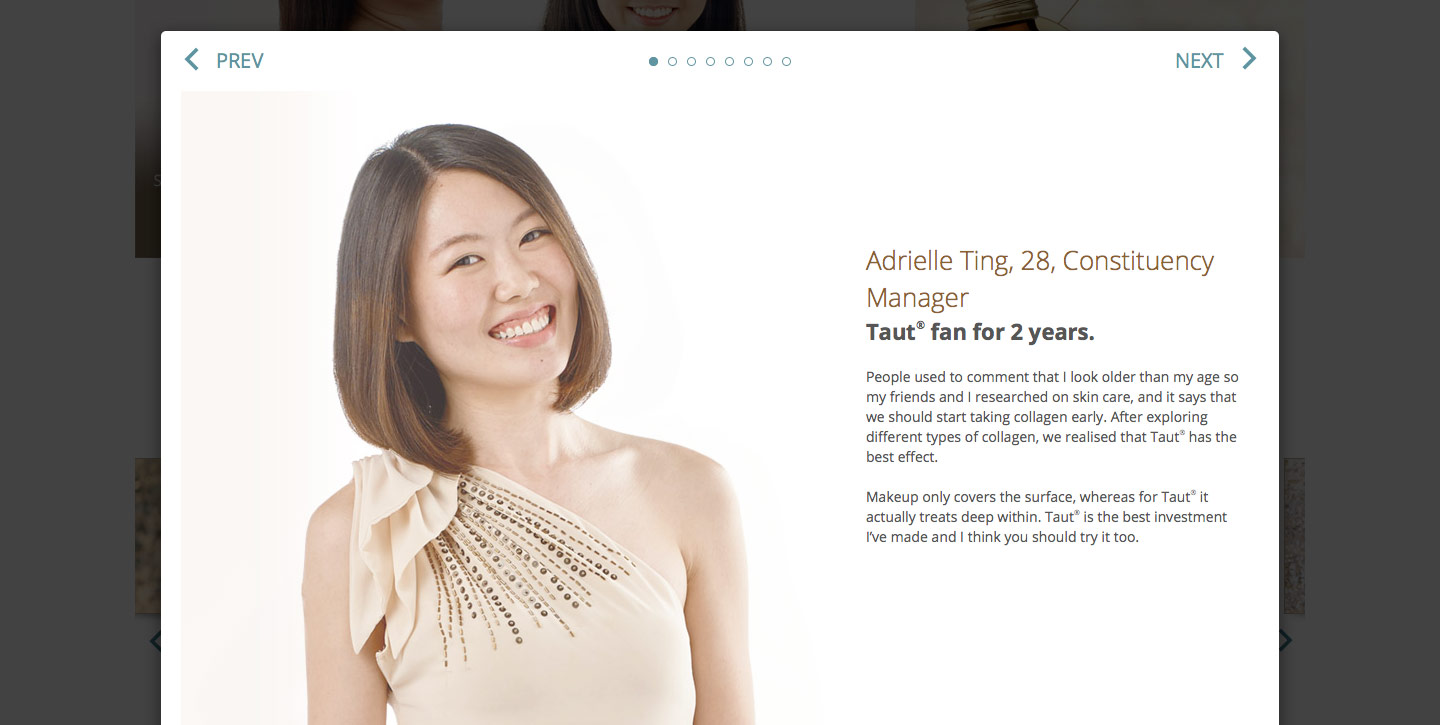 PREV
NEXT
Adrielle Ting, 28, Constituency
Manager
Taut® fan for 2 years.
People used to comment that I look older than my age so
my friends and I researched on skin care, and it says that
we should start taking collagen early. After exploring
different types of collagen, we realised that Taut® has the
best effect.
Makeup only covers the surface, whereas for Taut® it
actually treats deep within. Taut® is the best investment
I’ve made and I think you should try it too.